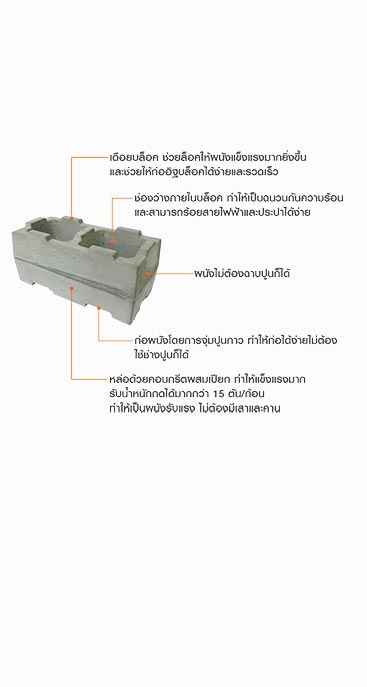 เดือยบล็อค ช่วยล็อคให้ผนังแข็งแรงมากยิ่งขึ้น
และช่วยให้ก่ออิฐบล็อคได้ง่ายและรวดเร็ว
ช่องว่างภายในบล็อค ทำให้เป็นฉนวนกันความร้อน
และสามารถร้อยสายไฟฟ้าและประปาได้ง่าย
ผนังไม่ต้องฉาบปูนก็ได้
ก่อผนังโดยการจุ่มปูนกาว ทำให้ก่อได้ง่ายไม่ต้อง
ใช้ช่างปูนก็ได้
หล่อด้วยคอนกรีตผสมเปียก ทำให้แข็งแรงมาก
รับน้ำหนักกดได้มากกว่า 15 ตัน/ก้อน
ทำให้เป็นผนังรับแรง ไม่ต้องมีเสาและคาน